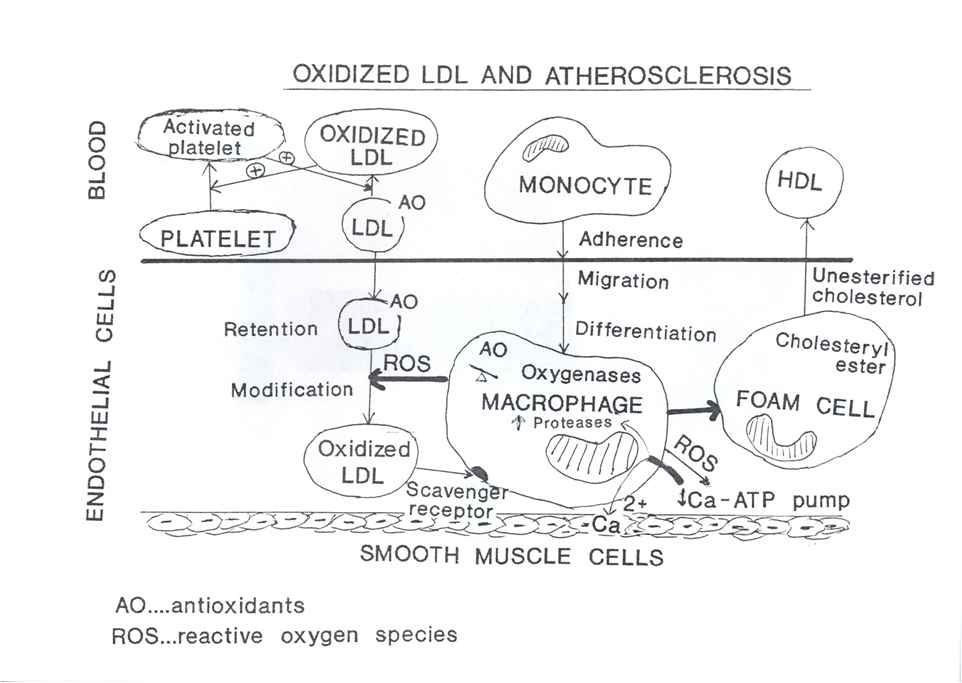 OXIDIZED LDL AND ATHEROSCLEROSIS
BLOOD
Activated
platelet
OXIDIZED
LDL
+
+
PLATELET
LDL
AO
MONOCYTE
HDL
Adherence
ENDOTHELIAL CELLS
Migration
Differentiation
Unesterified
cholesterol
Retention
LDL
AO
Modification
ROS
Oxidized
LDL
Scavenger
receptor
AO
Oxygenases
MACROPHAGE
Proteases
Cholesteryl
ester
FOAM CELL
ROS
↓Ca-ATP pump
Ca 2+
SMOOTH MUSCLE CELLS
AO....antioxidants
ROS...reactive oxygen species